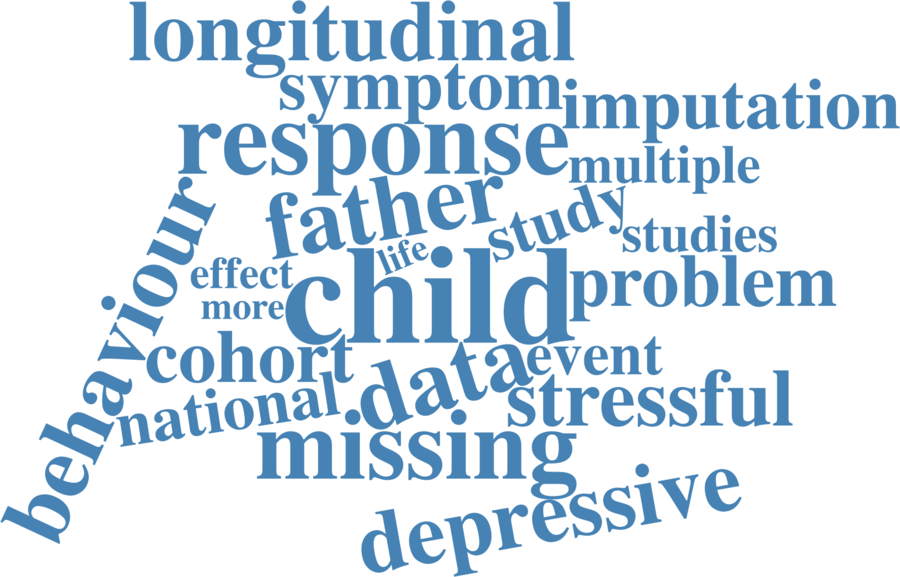 longitudinal
symptom
imputation
response
multiple
father
study
behaviour
studies
life
effect
child
problem
more
cohort
event
data
national
stressful
missing
depressive